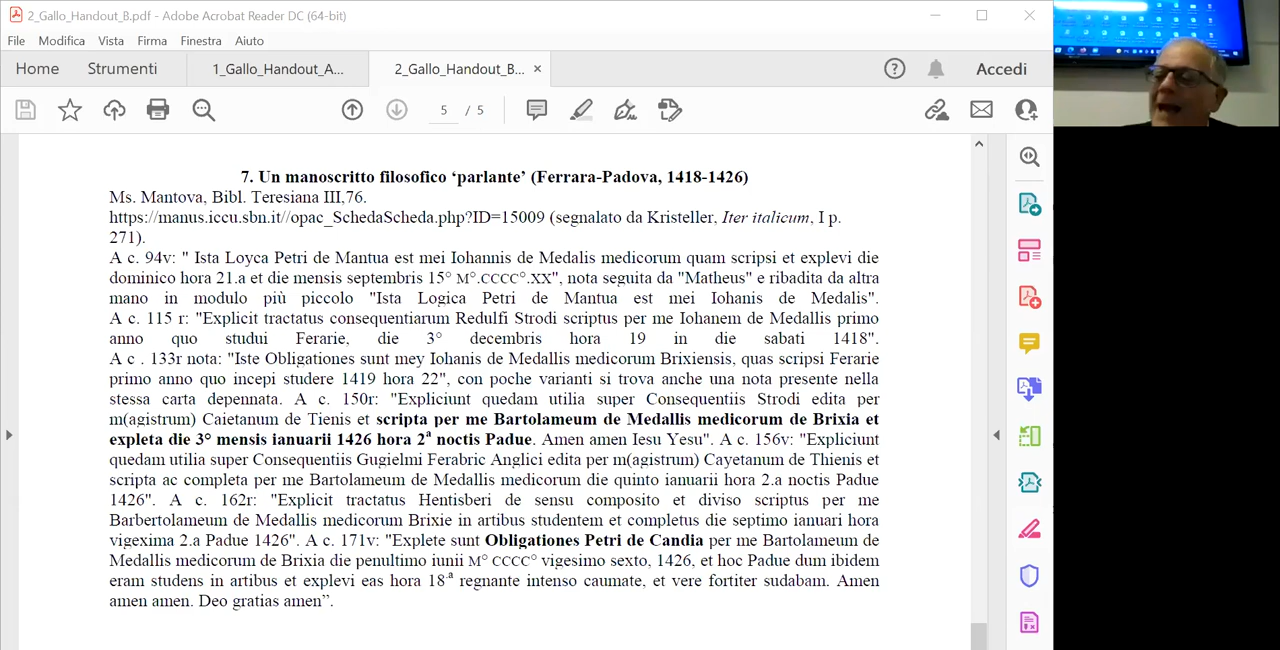 2_Gallo_Handout_B.pdf - Adobe Acrobat Reader DC (64-bit)
File Modifica Vista Firma Finestra Aiuto
Home Strumenti 1_Gallo_Handout_A... 2_Gallo_Handout_B... × Accedi
5 / 5
7. Un manoscritto filosofico ‘parlante’ (Ferrara-Padova, 1418-1426)
Ms. Mantova, Bibl. Teresiana III,76.
https://manus.iccu.sbn.it//opac_SchedaScheda.php?ID=15009 (segnalato da Kristeller, Iter italicum, I p.
271).
A c. 94v: " Ista Loyca Petri da Mantua est mei Iohannis de Medalis medicorum quam scripsi et explevi die
dominico hora 21.a et die mensis septembris 15° M°.CCCC°.XX", nota seguita da "Matheus" e ribadita da altra
mano in modulo più piccolo "Ista Logica Petri de Mantua est mei Iohanis de Medalis".
A c. 115 r: "Explicit tractatus consequentiarum Redulfi Strodi scriptus per me Iohanem de Medallis primo
anno quo studui Ferarie, die 3° decembris hora 19 in die sabati 1418".
A c . 133r nota: "Iste Obligationes sunt mey Iohanis de Medallis medicorum Brixiensis, quas scripsi Ferarie
primo anno quo incepi studere 1419 hora 22", con poche varianti si trova anche una nota presente nella
stessa carta depennata. A c. 150r: "Expliciunt quedam utilia super Consequentiis Strodi edita per
m(agistrum) Caietanum de Tienis et scripta per me Bartolameum de Medallis medicorum de Brixia et
expleta die 3° mensis ianuarii 1426 hora 2ª noctis Padue. Amen amen Iesu Yesu". A c. 156v: "Expliciunt
quedam utilia super Consequentiis Gugielmi Ferabric Anglici edita per m(agistrum) Cayetanum de Thienis et
scripta ac completa per me Bartolameum de Medallis medicorum die quinto ianuarii hora 2.a noctis Padue
1426". A c. 162r: "Explicit tractatus Hentisberi de sensu composito et diviso scriptus per me
Barbertolameum de Medallis medicorum Brixie in artibus studentem et completus die septimo ianuari hora
vigexima 2.a Padue 1426". A c. 171v: "Explete sunt Obligationes Petri de Candia per me Bartolameum de
Medallis medicorum de Brixia die penultimo iunii M° CCCC° vigesimo sexto, 1426, et hoc Padue dum ibidem
eram studens in artibus et explevi eas hora 18.ª regnante intenso caumate, et vere fortiter sudabam. Amen
amen amen. Deo gratias amen”.